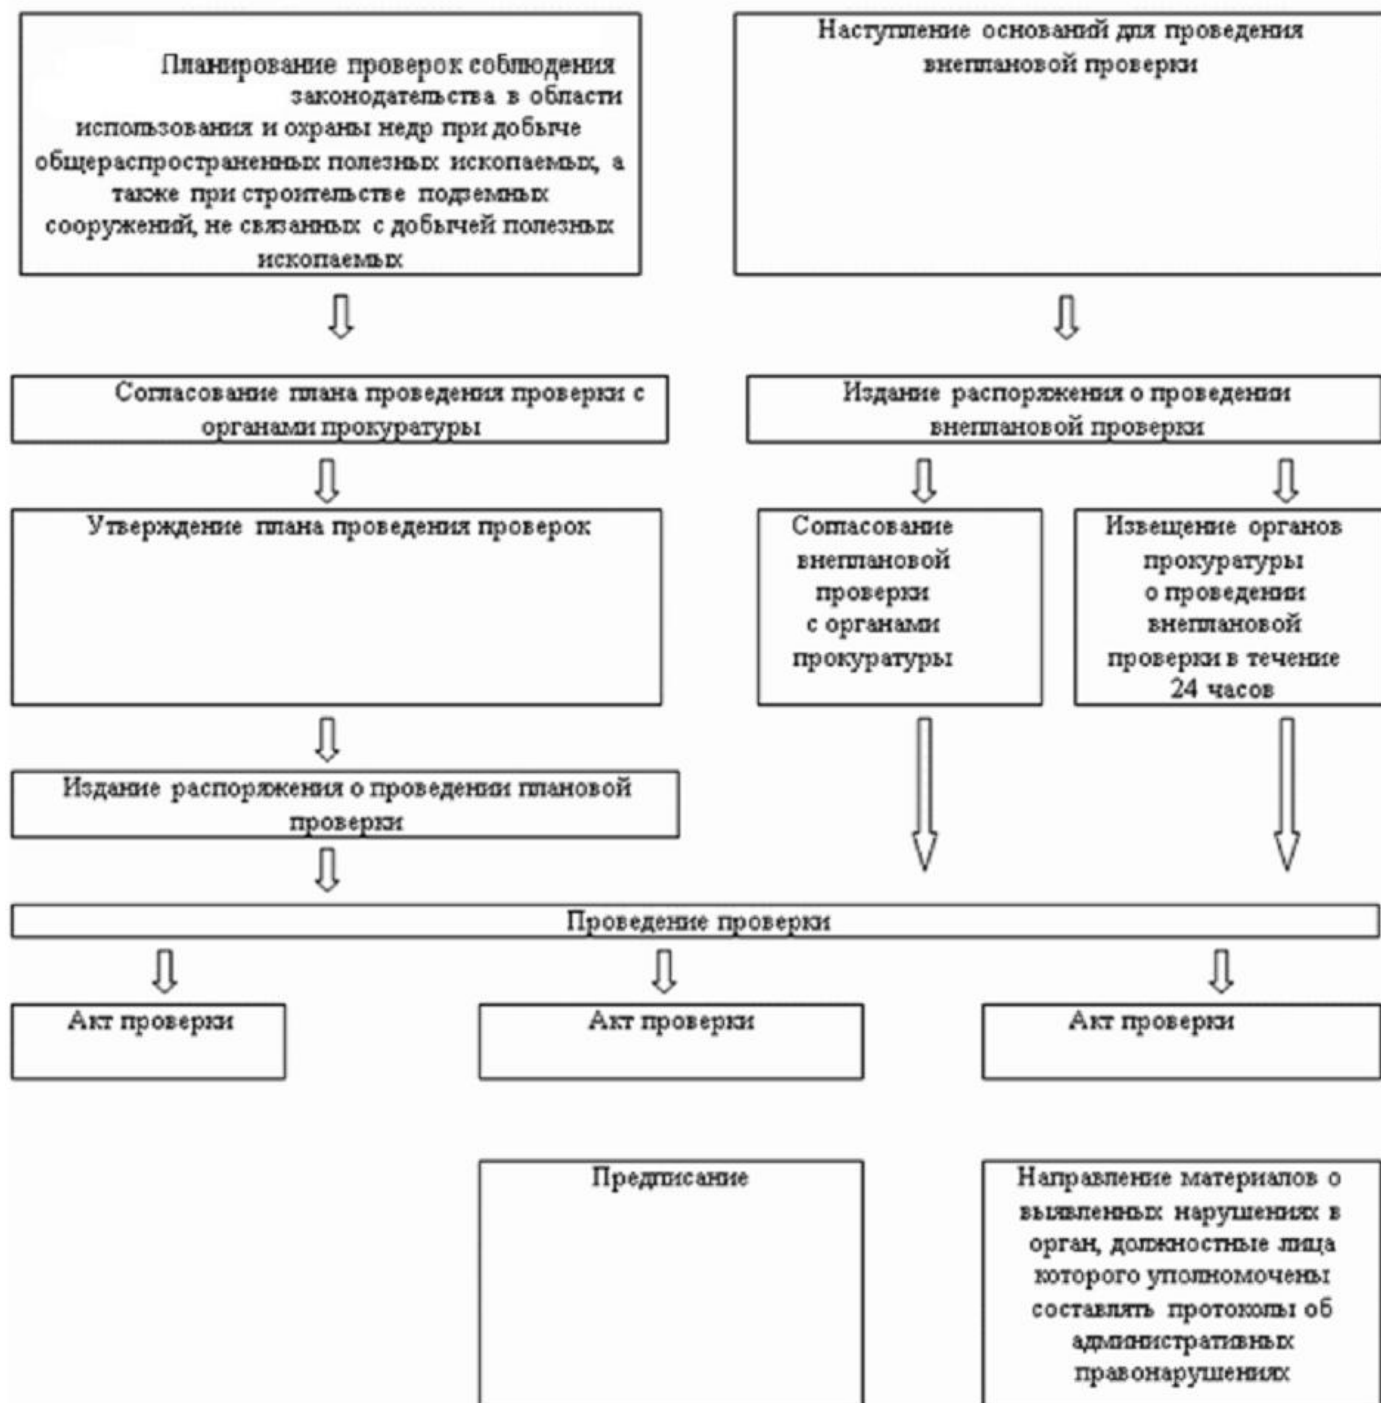 Планирование проверок соблюдения
законодательства в области
использования и охраны недр при добыче
общераспространенных полезных ископаемых, а
также при строительстве подземных
сооружений, не связанных с добычей полезных
ископаемых
Наступление оснований для проведения
внеплановой проверки
Согласование плана проведения проверки с
органами прокуратуры
Издание распоряжения о проведении
внеплановой проверки
Утверждение плана проведения проверок
Согласование
внеплановой
проверки
с органами
прокуратуры
Извещение органов
прокуратуры
о проведении
внеплановой
проверки в течение
24 часов
Издание распоряжения о проведении плановой
проверки
Проведение проверки
Акт проверки
Акт проверки
Акт проверки
Предписание
Направление материалов о
выявленных нарушениях в
орган, должностные лица
которого уполномочены
составлять протоколы об
административных
правонарушениях